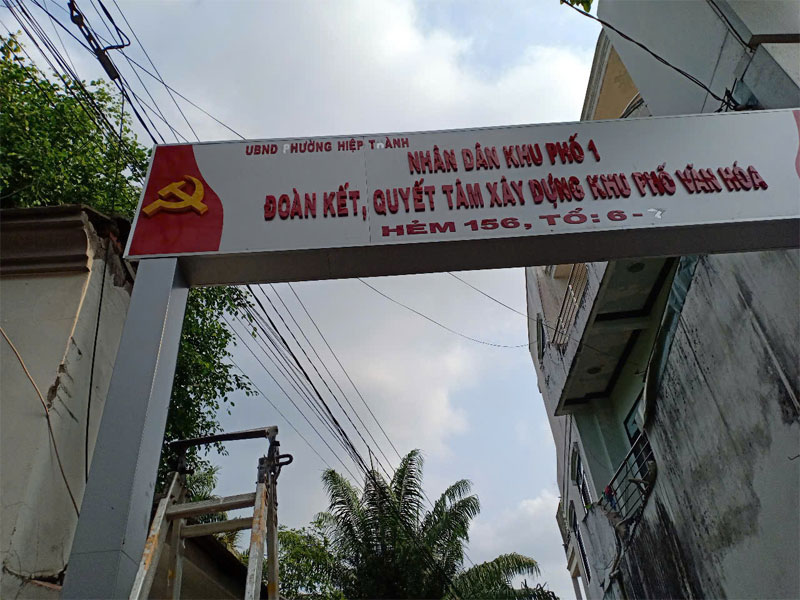 UBND PHƯỜNG HIỆP THÀNH
NHÂN DÂN KHU PHỐ 1
ĐOÀN KẾT, QUYẾT TÂM XÂY DỰNG KHU PHỐ VĂN HÓA
HẺM 156, TỔ: 6 - 7